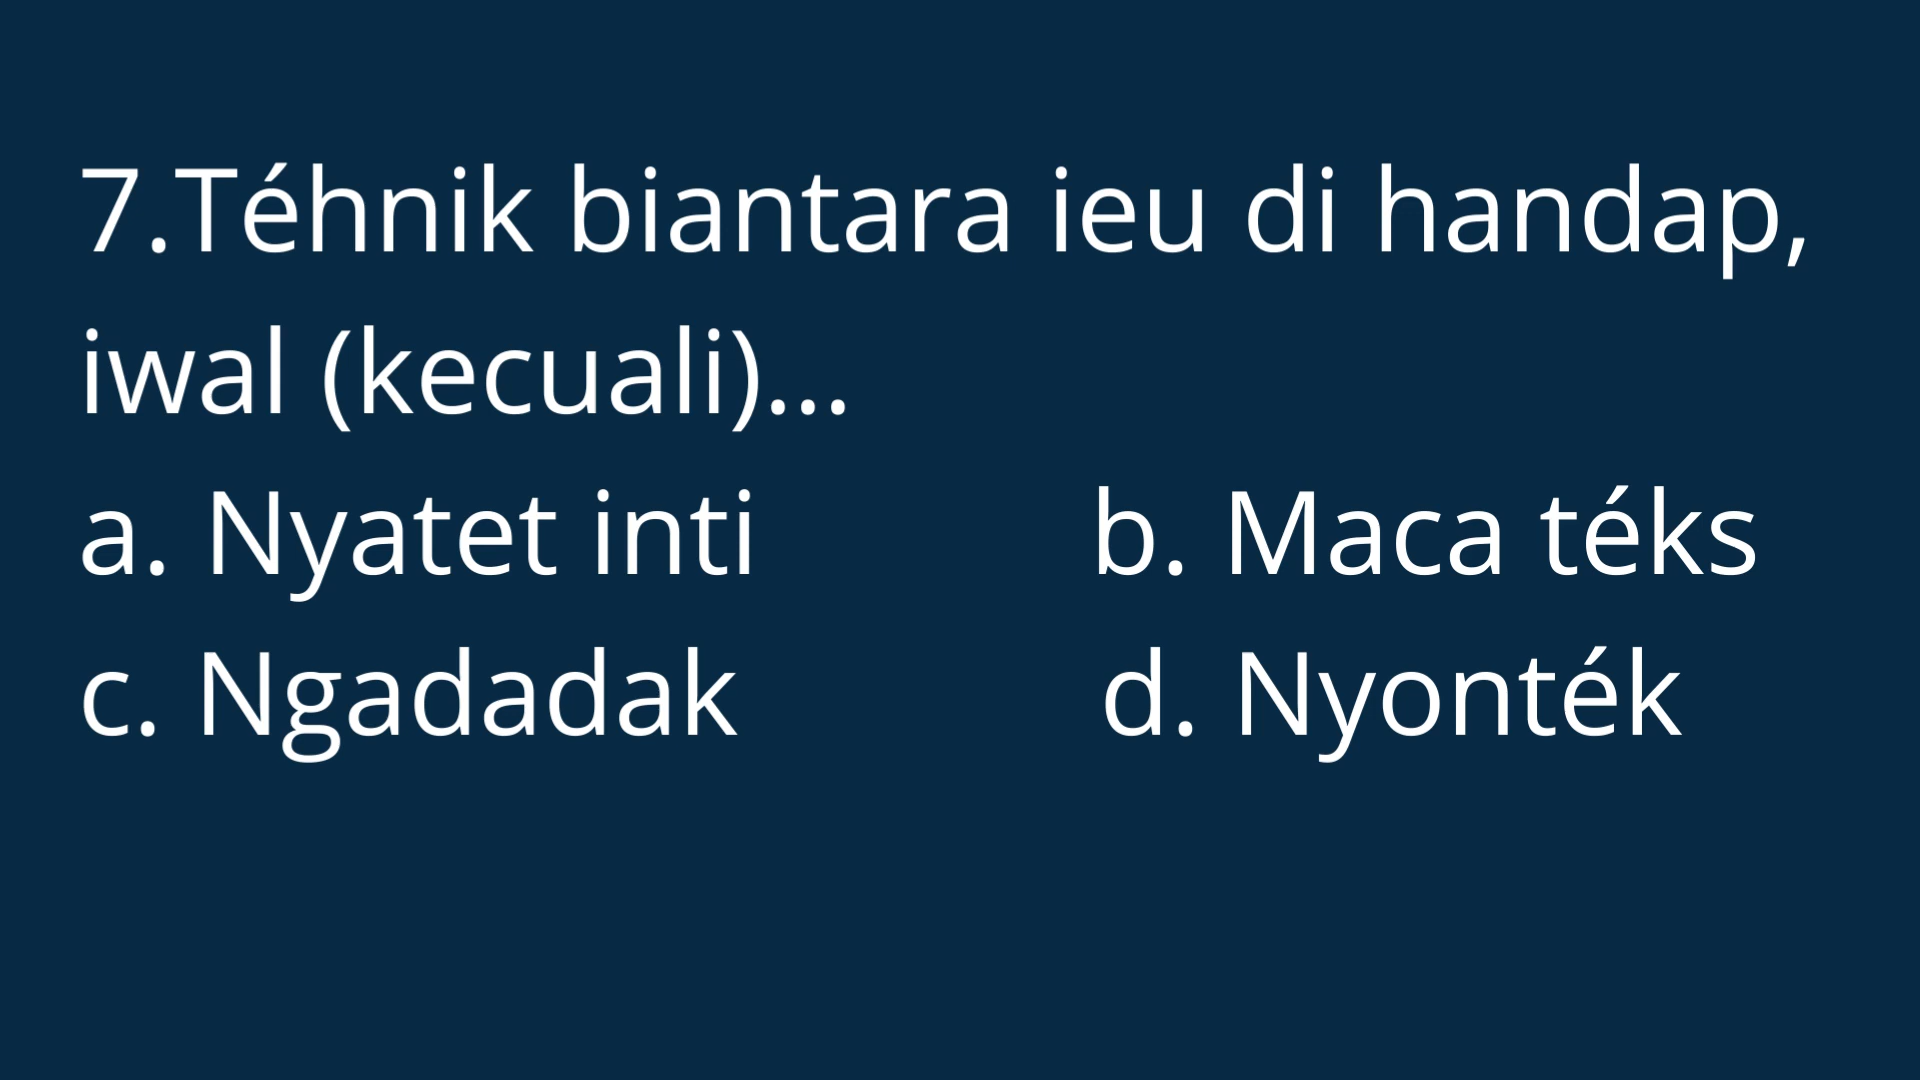 7.Téhnik biantara ieu di handap,
iwal (kecuali)...
a. Nyatet inti b. Maca téks
c. Ngadadak d. Nyonték